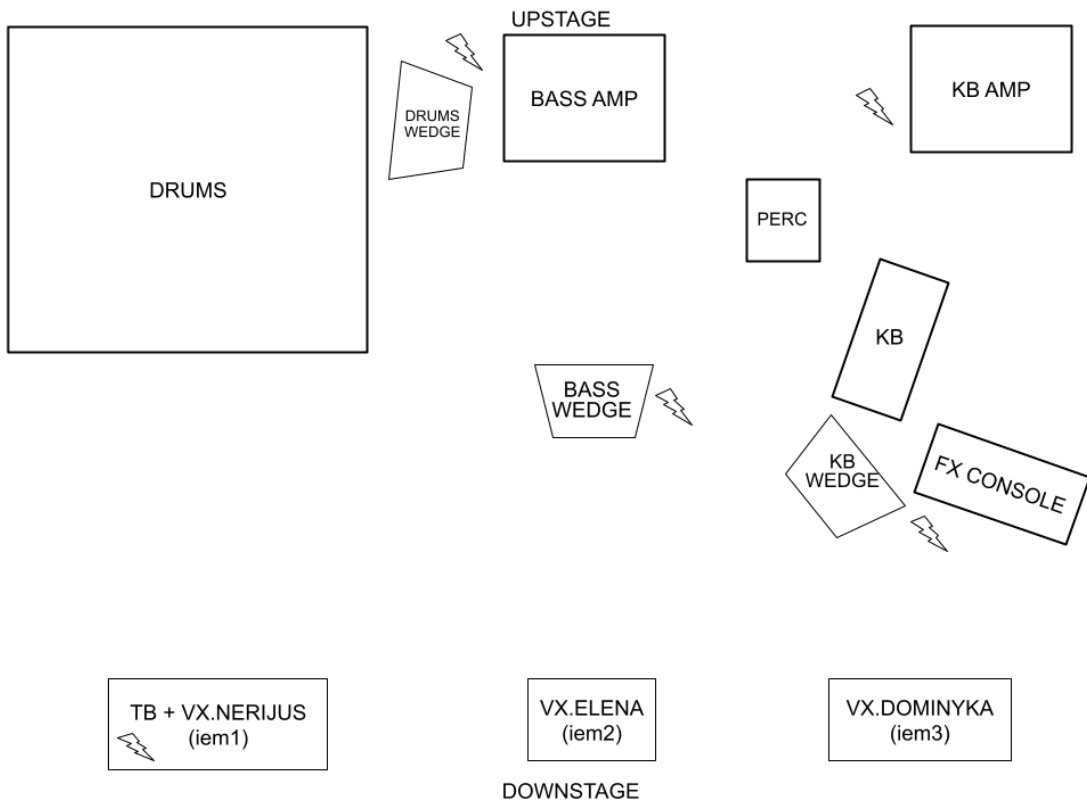 UPSTAGE
BASS AMP
KB AMP
DRUMS
WEDGE
DRUMS
PERC
KB
BASS
WEDGE
KB
WEDGE
FX CONSOLE
TB + VX.NERIJUS
(iem1)
VX.ELENA
(iem2)
VX.DOMINYKA
(iem3)
DOWNSTAGE